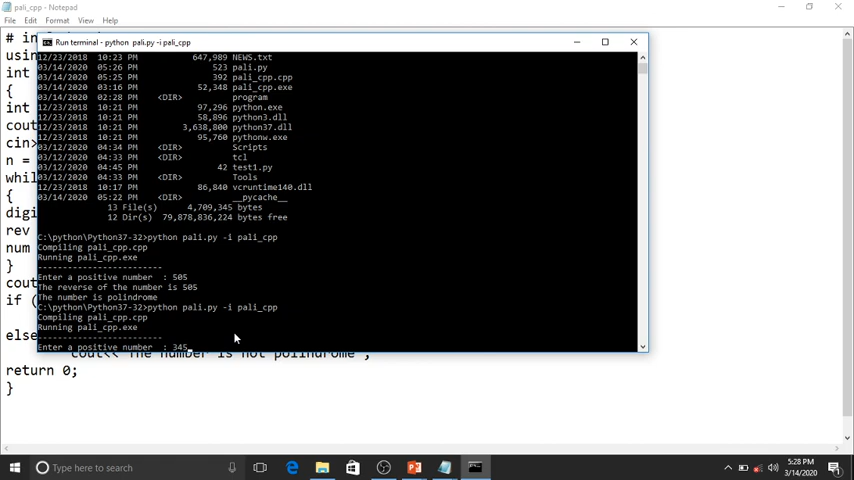 pali_cpp - Notepad
File Edit Format View Help
Run terminal - python pali.py -i pali_cpp
12/23/2018 10:23 PM 647,989 NEWS.txt
03/14/2020 05:26 PM 523 pali.py
03/14/2020 05:25 PM 392 pali_cpp.cpp
03/14/2020 03:16 PM 52,348 pali_cpp.exe
03/14/2020 02:28 PM <DIR> program
12/23/2018 10:21 PM 97,296 python.exe
12/23/2018 10:21 PM 58,896 python3.dll
12/23/2018 10:21 PM 3,638,800 python37.dll
12/23/2018 10:21 PM 95,760 pythonw.exe
03/12/2020 04:34 PM <DIR> Scripts
03/12/2020 04:33 PM <DIR> tcl
03/12/2020 04:45 PM 42 test1.py
03/12/2020 04:33 PM <DIR> Tools
12/23/2018 10:17 PM 86,840 vcruntime140.dll
03/14/2020 05:22 PM <DIR> __pycache__
13 File(s) 4,709,345 bytes
12 Dir(s) 79,878,836,224 bytes free
C:\python\Python37-32>python pali.py -i pali_cpp
Compiling pali_cpp.cpp
Running pali_cpp.exe
-------------------------
Enter a positive number : 505
The reverse of the number is 505
The number is polindrome
C:\python\Python37-32>python pali.py -i pali_cpp
Compiling pali_cpp.cpp
Running pali_cpp.exe
-------------------------
Enter a positive number : 345
int
{
int
cout
cin>
n =
{
digi
rev
num
}
cout
if (
else
cout<< The number is not polindrome ;
return 0;
}
Type here to search
5:28 PM
3/14/2020